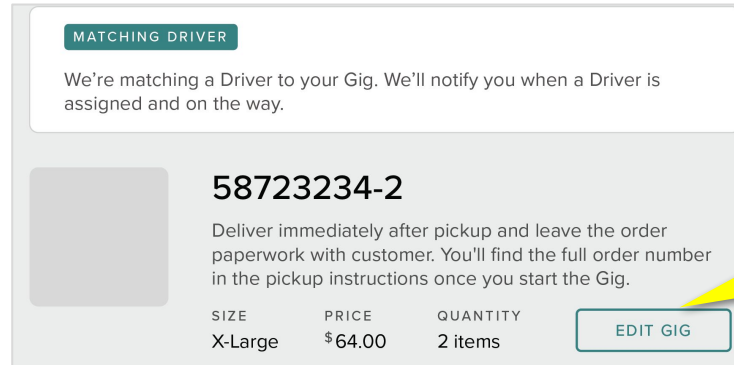 MATCHING DRIVER
We’re matching a Driver to your Gig. We’ll notify you when a Driver is
assigned and on the way.
58723234-2
Deliver immediately after pickup and leave the order
paperwork with customer. You'll find the full order number
in the pickup instructions once you start the Gig.
SIZE PRICE QUANTITY
X-Large $64.00 2 items
EDIT GIG